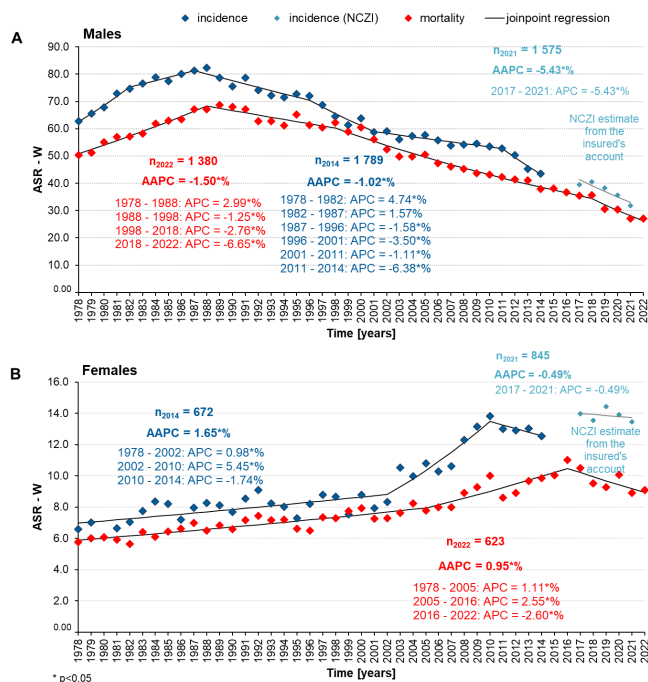 incidence incidence (NCZI) mortality joinpoint regression
A Males
n2021 = 1 575
AAPC = -5.43*%
2017 - 2021: APC = -5.43*%
NCZI estimate
from the
insured's
account
n2022 = 1 380
AAPC = -1.50*%
1978 - 1988: APC = 2.99*%
1988 - 1998: APC = -1.25*%
1998 - 2018: APC = -2.76*%
2018 - 2022: APC = -6.65*%
n2014 = 1 789
AAPC = -1.02*%
1978 - 1982: APC = 4.74*%
1982 - 1987: APC = 1.57%
1987 - 1996: APC = -1.58*%
1996 - 2001: APC = -3.50*%
2001 - 2011: APC = -1.11*%
2011 - 2014: APC = -6.38*%
ASR - W
90.0
80.0
70.0
60.0
50.0
40.0
30.0
20.0
10.0
0.00
1978 1979 1980 1981 1982 1983 1984 1985 1986 1987 1988 1989 1990 1991 1992 1993 1994 1995 1996 1997 1998 1999 2000 2001 2002 2003 2004 2005 2006 2007 2008 2009 2010 2011 2012 2013 2014 2015 2016 2017 2018 2019 2020 2021 2022
Time [years]
B Females
n2021 = 845
AAPC = -0.49%
2017 - 2021: APC = -0.49%
NCZI estimate
from the
insured's
account
n2014 = 672
AAPC = 1.65*%
1978 - 2002: APC = 0.98*%
2002 - 2010: APC = 5.45*%
2010 - 2014: APC = -1.74%
n2022 = 623
AAPC = 0.95*%
1978 - 2005: APC = 1.11*%
2005 - 2016: APC = 2.55*%
2016 - 2022: APC = -2.60*%
ASR - W
16.0
14.0
12.0
10.0
8.0
6.0
4.0
2.0
0.00
1978 1979 1980 1981 1982 1983 1984 1985 1986 1987 1988 1989 1990 1991 1992 1993 1994 1995 1996 1997 1998 1999 2000 2001 2002 2003 2004 2005 2006 2007 2008 2009 2010 2011 2012 2013 2014 2015 2016 2017 2018 2019 2020 2021 2022
Time [years]
* p<0.05